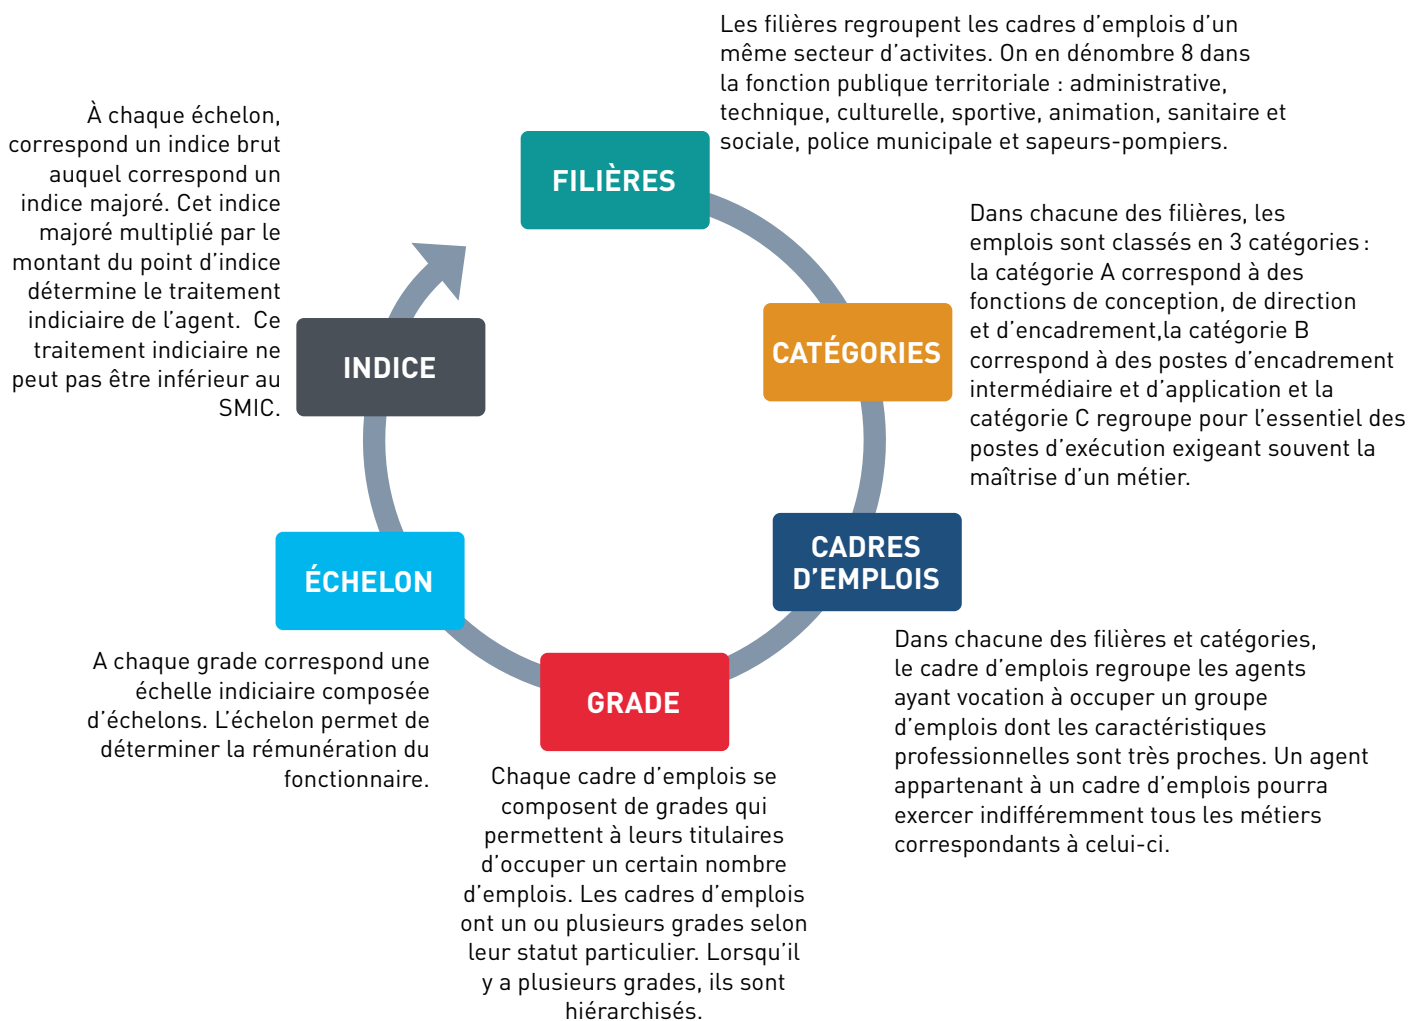 Les filières regroupent les cadres d'emplois d'un
même secteur d'activites. On en dénombre 8 dans
la fonction publique territoriale : administrative,
technique, culturelle, sportive, animation, sanitaire et
sociale, police municipale et sapeurs-pompiers.
FILIÈRES
Dans chacune des filières, les
emplois sont classés en 3 catégories :
la catégorie A correspond à des
fonctions de conception, de direction
et d'encadrement,la catégorie B
correspond à des postes d'encadrement
intermédiaire et d'application et la
catégorie C regroupe pour l'essentiel des
postes d'exécution exigeant souvent la
maîtrise d'un métier.
CATÉGORIES
CADRES
D'EMPLOIS
Dans chacune des filières et catégories,
le cadre d'emplois regroupe les agents
ayant vocation à occuper un groupe
d'emplois dont les caractéristiques
professionnelles sont très proches. Un agent
appartenant à un cadre d'emplois pourra
exercer indifféremment tous les métiers
correspondants à celui-ci.
GRADE
Chaque cadre d'emplois se
composent de grades qui
permettent à leurs titulaires
d'occuper un certain nombre
d'emplois. Les cadres d'emplois
ont un ou plusieurs grades selon
leur statut particulier. Lorsqu'il
y a plusieurs grades, ils sont
hiérarchisés.
ÉCHELON
A chaque grade correspond une
échelle indiciaire composée
d'échelons. L'échelon permet de
déterminer la rémunération du
fonctionnaire.
INDICE
À chaque échelon,
correspond un indice brut
auquel correspond un
indice majoré. Cet indice
majoré multiplié par le
montant du point d'indice
détermine le traitement
indiciaire de l'agent.  Ce
traitement indiciaire ne
peut pas être inférieur au
SMIC.